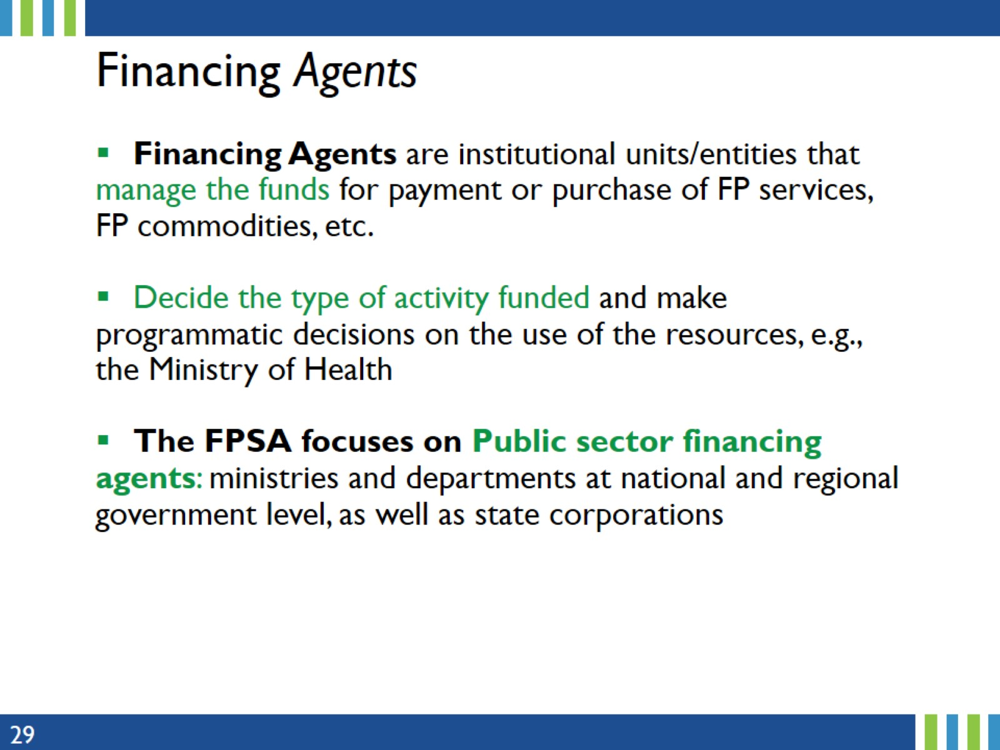 Financing Agents
▪ Financing Agents are institutional units/entities that
manage the funds for payment or purchase of FP services,
FP commodities, etc.
▪ Decide the type of activity funded and make
programmatic decisions on the use of the resources, e.g.,
the Ministry of Health
▪ The FPSA focuses on Public sector financing
agents: ministries and departments at national and regional
government level, as well as state corporations
29